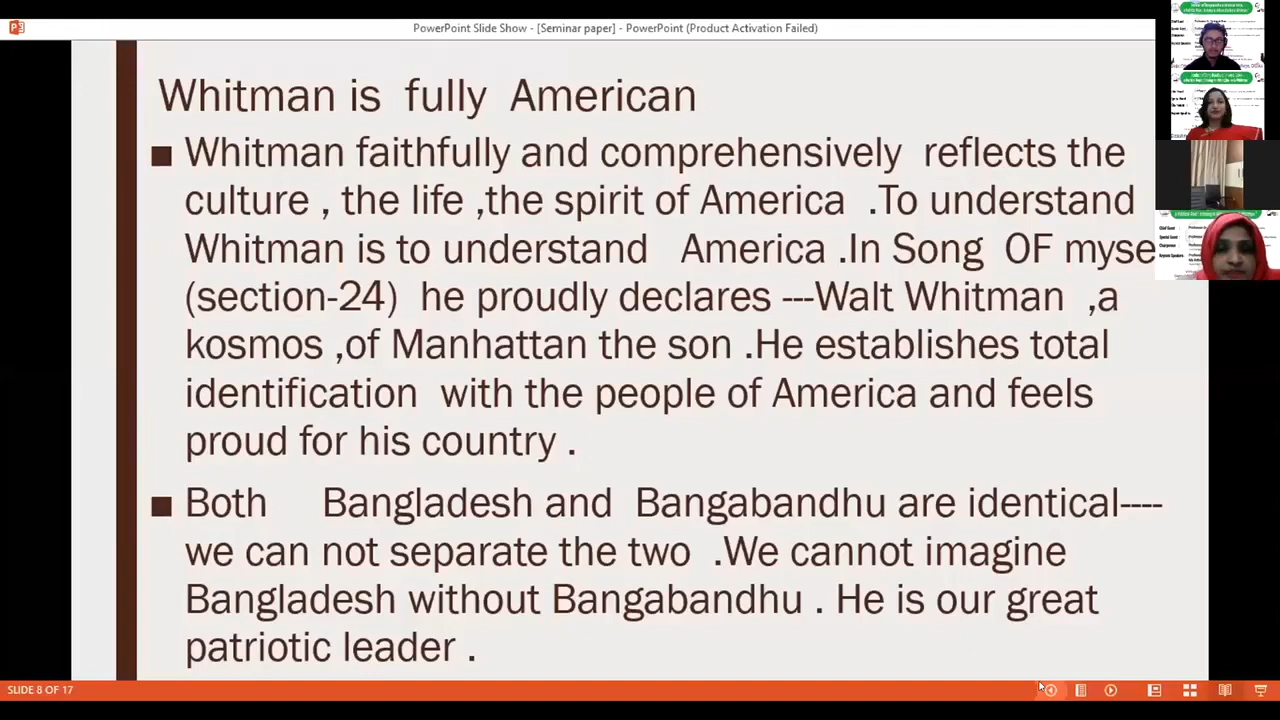 PowerPoint Slide Show - [Seminar paper] - PowerPoint (Product Activation Failed)
Whitman is fully American
■ Whitman faithfully and comprehensively reflects the
culture , the life ,the spirit of America .To understand
Whitman is to understand America .In Song OF myse
(section-24) he proudly declares ---Walt Whitman ,a
kosmos ,of Manhattan the son .He establishes total
identification with the people of America and feels
proud for his country .
■ Both Bangladesh and Bangabandhu are identical----
we can not separate the two .We cannot imagine
Bangladesh without Bangabandhu . He is our great
patriotic leader .
SLIDE 8 OF 17